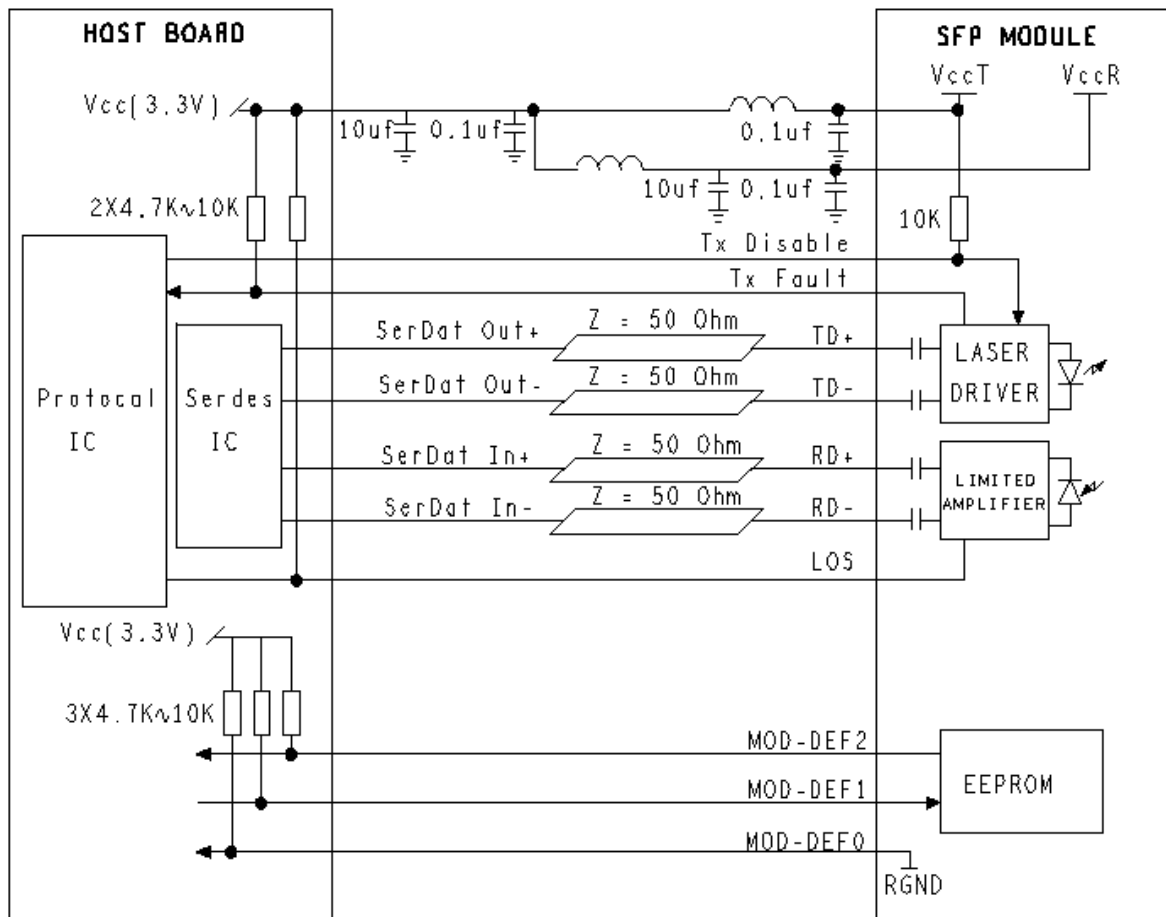 HOST BOARD
SFP MODULE
VccT
VccR
Vcc(3.3V)
10uf
0.1uf
0.1uf
10uf
0.1uf
2X4.7K~10K
10K
Tx Disable
Tx Fault
SerDat Out+
Z = 50 Ohm
TD+
SerDat Out-
Z = 50 Ohm
TD-
LASER
DRIVER
Protocal
IC
Serdes
IC
SerDat In+
Z = 50 Ohm
RD+
SerDat In-
Z = 50 Ohm
RD-
LIMITED
AMPLIFIER
LOS
Vcc(3.3V)
3X4.7K~10K
MOD-DEF2
MOD-DEF1
EEPROM
MOD-DEF0
RGND